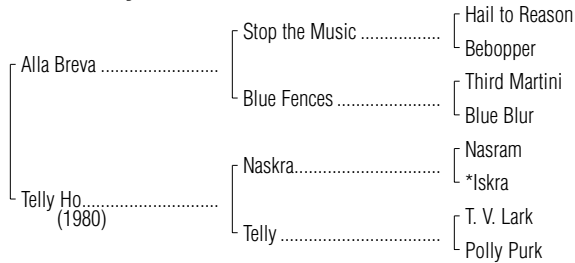 Hail to Reason
Stop the Music ..................
Bebopper
Alla Breva ...........................
Third Martini
Blue Fences .......................
Blue Blur
Nasram
Naskra................................
*Iskra
Telly Ho...............................
(1980)
T. V. Lark
Telly ...................................
Polly Purk